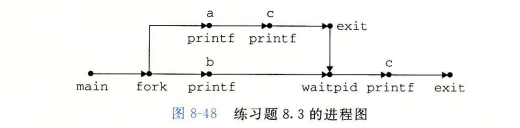 a c
printf printf exit
b c
main fork printf waitpid printf exit
图 8-48 练习题 8.3 的进程图